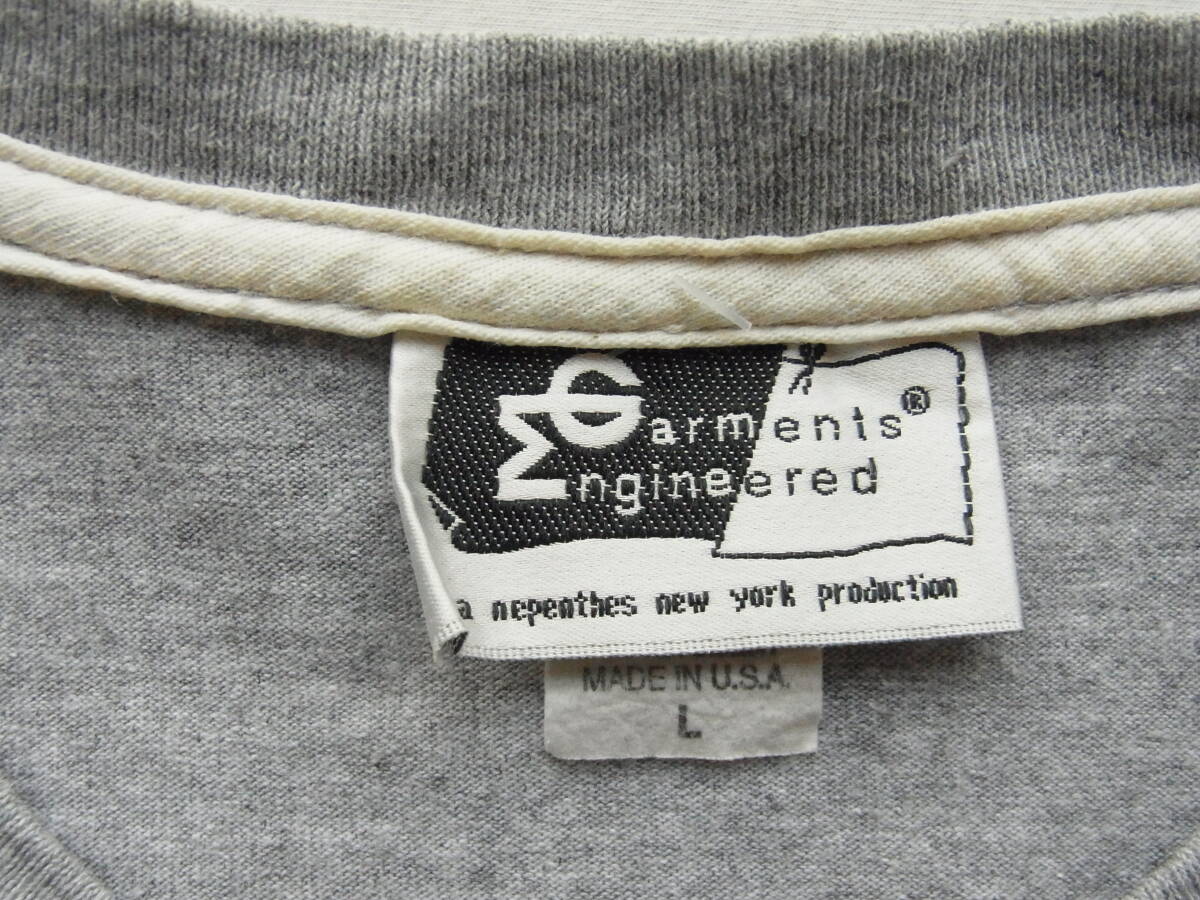 Garments®
Engineered
a nepenthes new york production
MADE IN U.S.A.
L